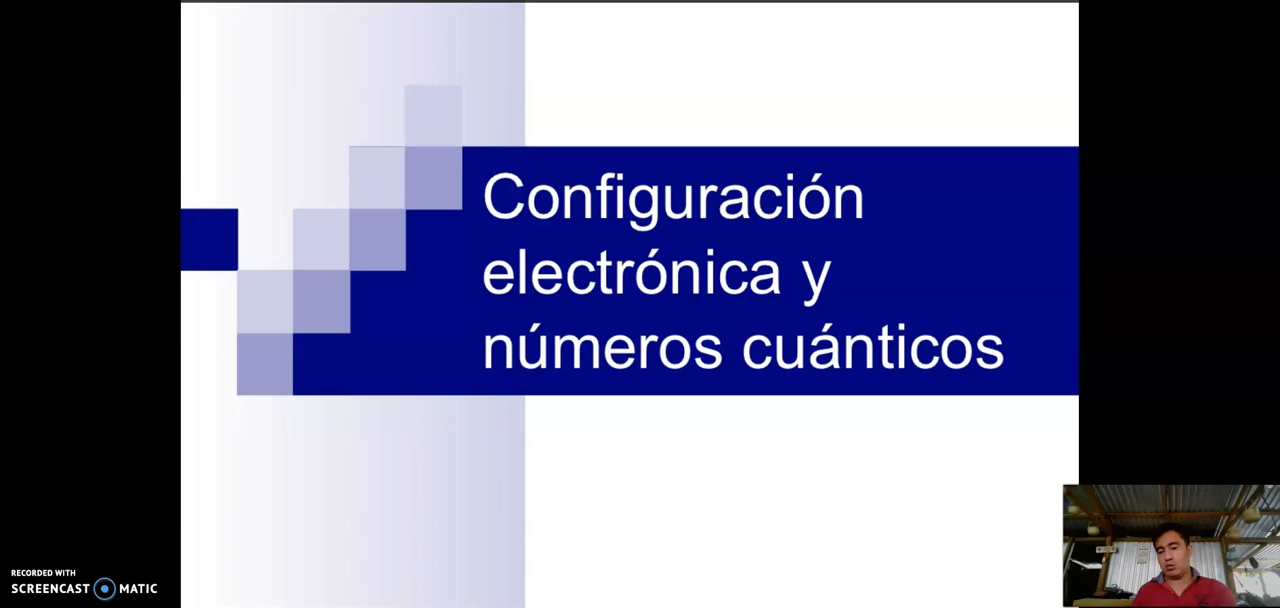 Configuración
electrónica y
números cuánticos
RECORDED WITH
SCREENCAST MATIC